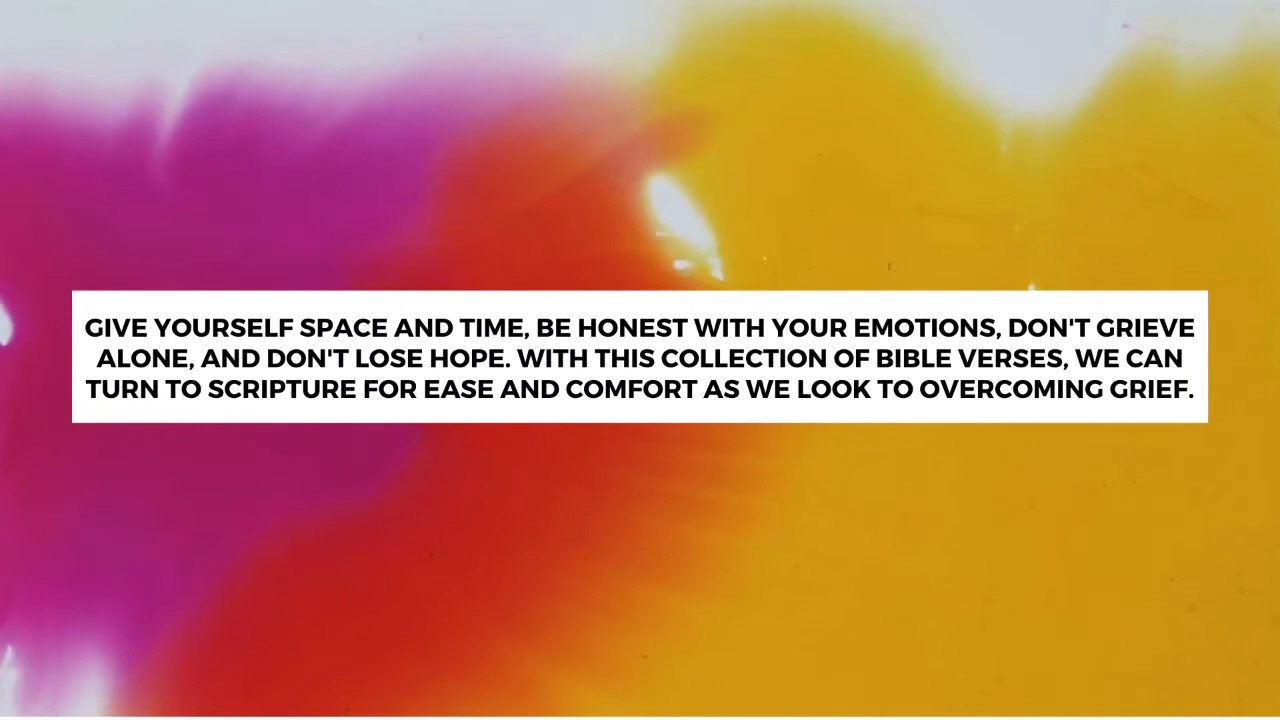 GIVE YOURSELF SPACE AND TIME, BE HONEST WITH YOUR EMOTIONS, DON'T GRIEVE
ALONE, AND DON'T LOSE HOPE. WITH THIS COLLECTION OF BIBLE VERSES, WE CAN
TURN TO SCRIPTURE FOR EASE AND COMFORT AS WE LOOK TO OVERCOMING GRIEF.